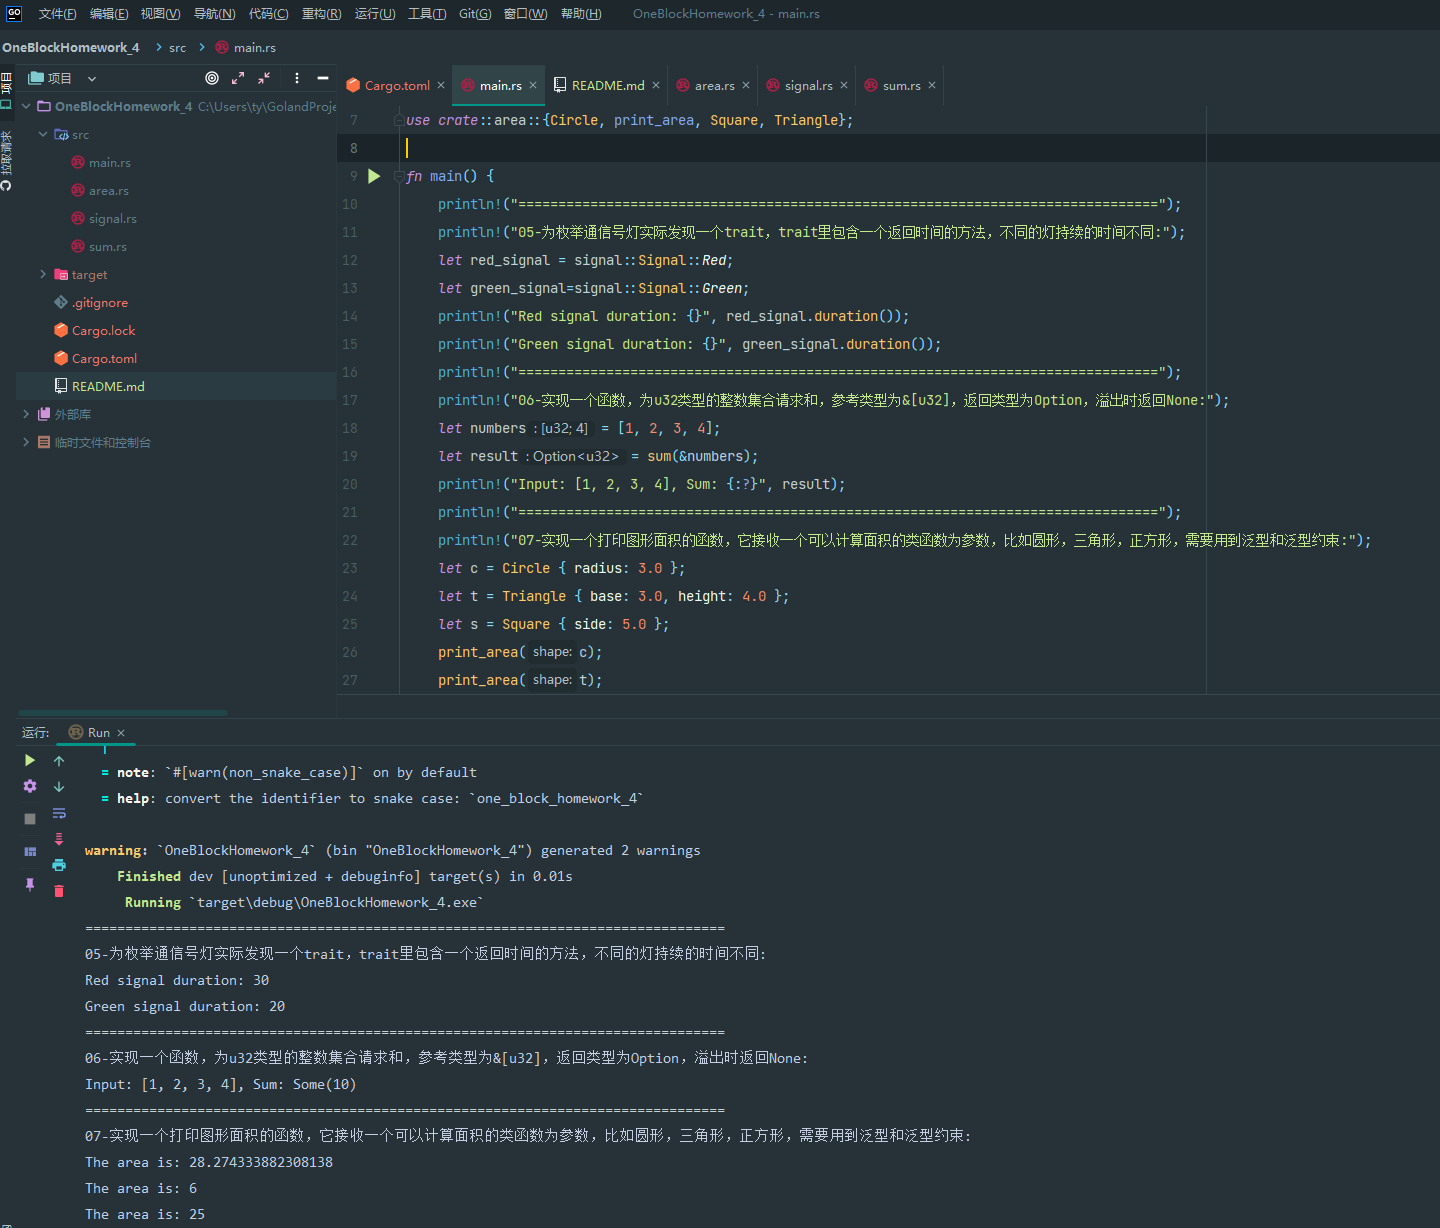 GO 文件(F) 编辑(E) 视图(V) 导航(N) 代码(C) 重构(R) 运行(U) 工具(T) Git(G) 窗口(W) 帮助(H) OneBlockHomework_4 - main.rs
OneBlockHomework_4 src main.rs
项目
拉取请求
项目
OneBlockHomework_4 C:\Users\ty\GolandProje
src
main.rs
area.rs
signal.rs
sum.rs
target
.gitignore
Cargo.lock
Cargo.toml
README.md
外部库
临时文件和控制台
Cargo.toml main.rs README.md area.rs signal.rs sum.rs
7 use crate::area::{Circle, print_area, Square, Triangle};
8
9 fn main() {
10 println!("================================================================================");
11 println!("05-为枚举通信号灯实际发现一个trait，trait里包含一个返回时间的方法，不同的灯持续的时间不同:");
12 let red_signal = signal::Signal::Red;
13 let green_signal=signal::Signal::Green;
14 println!("Red signal duration: {}", red_signal.duration());
15 println!("Green signal duration: {}", green_signal.duration());
16 println!("================================================================================");
17 println!("06-实现一个函数，为u32类型的整数集合请求和，参考类型为&[u32]，返回类型为Option，溢出时返回None:");
18 let numbers : [u32; 4] = [1, 2, 3, 4];
19 let result : Option<u32> = sum(&numbers);
20 println!("Input: [1, 2, 3, 4], Sum: {:?}", result);
21 println!("================================================================================");
22 println!("07-实现一个打印图形面积的函数，它接收一个可以计算面积的类函数为参数，比如圆形，三角形，正方形，需要用到泛型和泛型约束:");
23 let c = Circle { radius: 3.0 };
24 let t = Triangle { base: 3.0, height: 4.0 };
25 let s = Square { side: 5.0 };
26 print_area( shape: c);
27 print_area( shape: t);
运行: Run
= note: `#[warn(non_snake_case)]` on by default
= help: convert the identifier to snake case: `one_block_homework_4`
warning: `OneBlockHomework_4` (bin "OneBlockHomework_4") generated 2 warnings
Finished dev [unoptimized + debuginfo] target(s) in 0.01s
Running `target\debug\OneBlockHomework_4.exe`
================================================================================
05-为枚举通信号灯实际发现一个trait，trait里包含一个返回时间的方法，不同的灯持续的时间不同:
Red signal duration: 30
Green signal duration: 20
================================================================================
06-实现一个函数，为u32类型的整数集合请求和，参考类型为&[u32]，返回类型为Option，溢出时返回None:
Input: [1, 2, 3, 4], Sum: Some(10)
================================================================================
07-实现一个打印图形面积的函数，它接收一个可以计算面积的类函数为参数，比如圆形，三角形，正方形，需要用到泛型和泛型约束:
The area is: 28.274333882308138
The area is: 6
The area is: 25